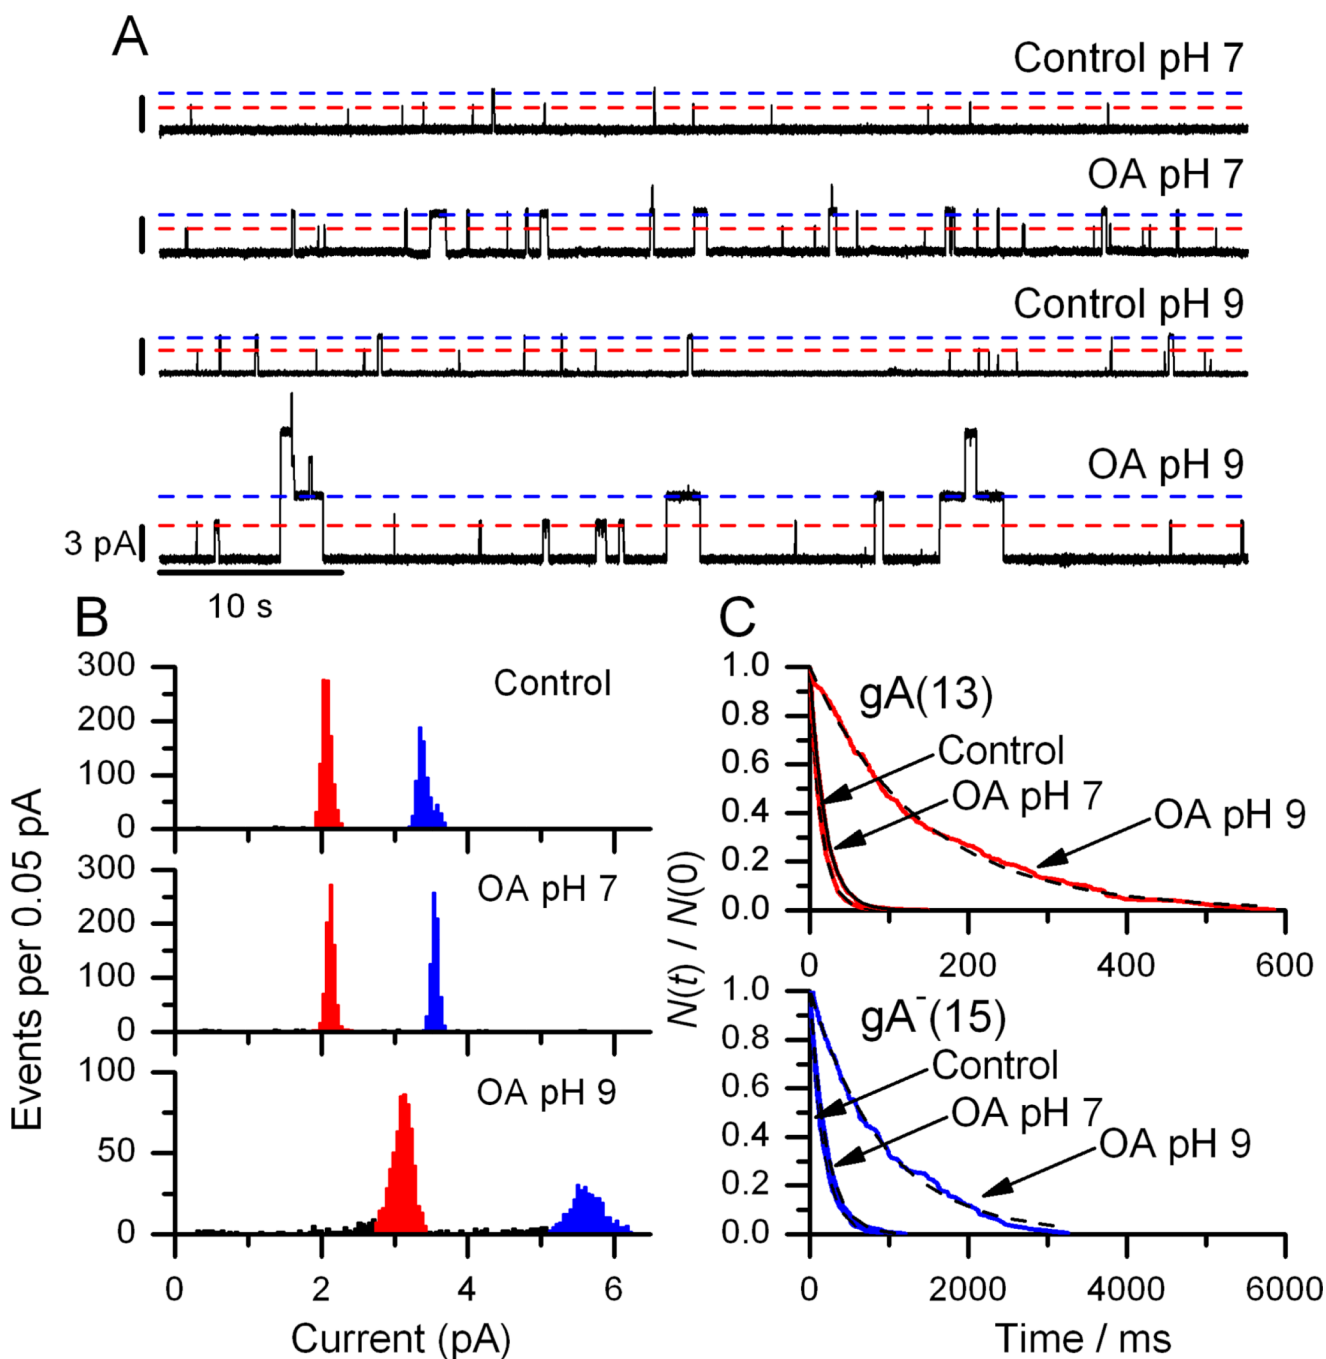 A
Control pH 7
OA pH 7
Control pH 9
OA pH 9
3 pA
10 s
B
C
300
200
100
0
Control
300
200
100
0
OA pH 7
100
50
0
OA pH 9
0 2 4 6
Current (pA)
Events per 0.05 pA
1.0
0.8
0.6
0.4
0.2
0.0
gA(13)
Control
OA pH 7
OA pH 9
0 200 400 600
N(t) / N(0)
1.0
0.8
0.6
0.4
0.2
0.0
gA⁻(15)
Control
OA pH 7
OA pH 9
0 2000 4000 6000
Time / ms